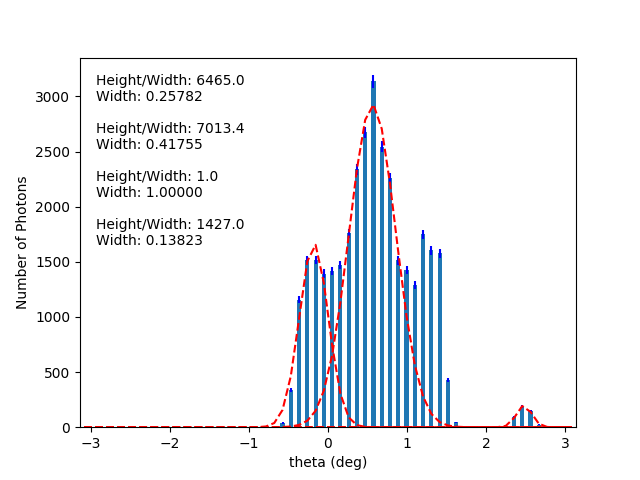 Height/Width: 6465.0
Width: 0.25782
Height/Width: 7013.4
Width: 0.41755
Height/Width: 1.0
Width: 1.00000
Height/Width: 1427.0
Width: 0.13823
3000
2500
2000
1500
1000
500
0
Number of Photons
−3 −2 −1 0 1 2 3
theta (deg)